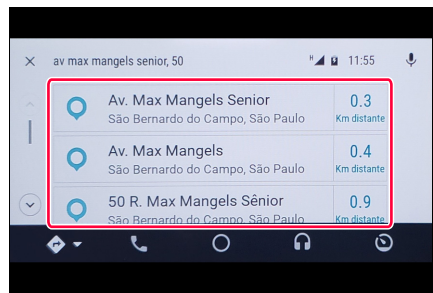 av max mangels senior, 50
H 11:55
Av. Max Mangels Senior
São Bernardo do Campo, São Paulo
0.3
Km distante
Av. Max Mangels
São Bernardo do Campo, São Paulo
0.4
Km distante
50 R. Max Mangels Sênior
São Bernardo do Campo, São Paulo
0.9
Km distante